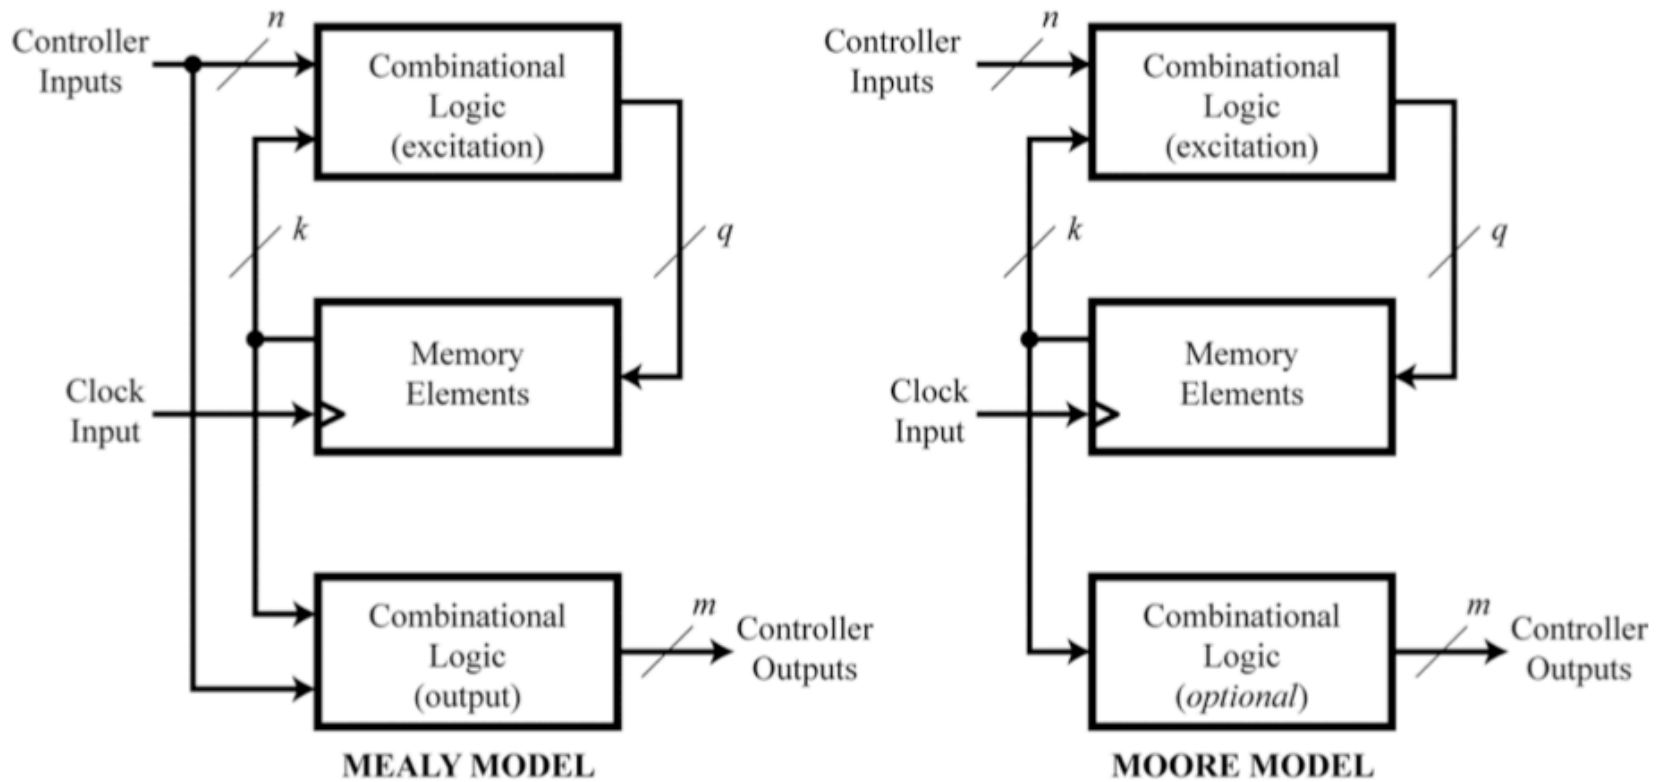 Controller
Inputs
n
Combinational
Logic
(excitation)
k
q
Clock
Input
Memory
Elements
Combinational
Logic
(output)
m
Controller
Outputs
MEALY MODEL
Controller
Inputs
n
Combinational
Logic
(excitation)
k
q
Clock
Input
Memory
Elements
Combinational
Logic
(optional)
m
Controller
Outputs
MOORE MODEL